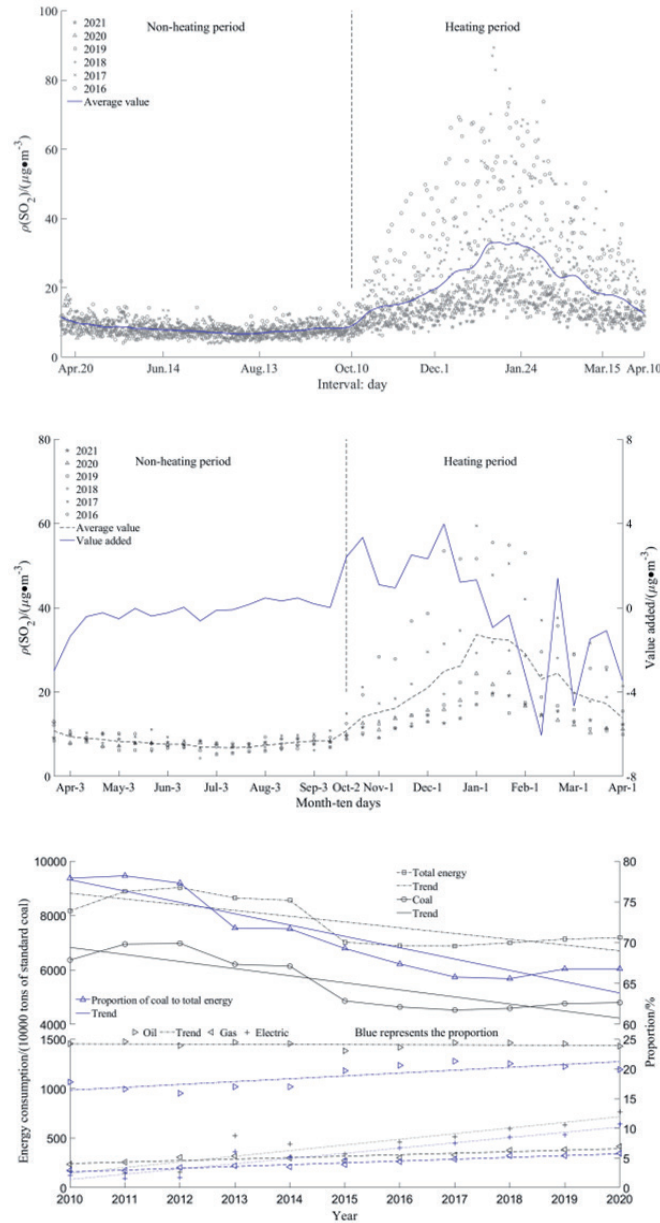 100
80
60
40
20
0
ρ(SO2)/(μg●m-3)
Non-heating period
Heating period
2021
2020
2019
2018
2017
2016
Average value
Apr.20
Jun.14
Aug.13
Oct.10
Dec.1
Jan.24
Mar.15
Apr.10
Interval: day
80
60
40
20
0
ρ(SO2)/(μg●m-3)
Non-heating period
Heating period
2021
2020
2019
2018
2017
2016
Average value
Value added
8
4
0
-4
-8
Value added/(μg●m-3)
Apr-3
May-3
Jun-3
Jul-3
Aug-3
Sep-3
Oct-2
Nov-1
Dec-1
Jan-1
Feb-1
Mar-1
Apr-1
Month-ten days
10000
8000
6000
4000
1500
1000
500
0
Energy consumption/(10000 tons of standard coal)
Total energy
Trend
Coal
Trend
Proportion of coal to total energy
Trend
Oil
Trend
Gas
Electric
Blue represents the proportion
80
75
70
65
60
25
20
15
10
5
0
Proportion/%
2010
2011
2012
2013
2014
2015
2016
2017
2018
2019
2020
Year